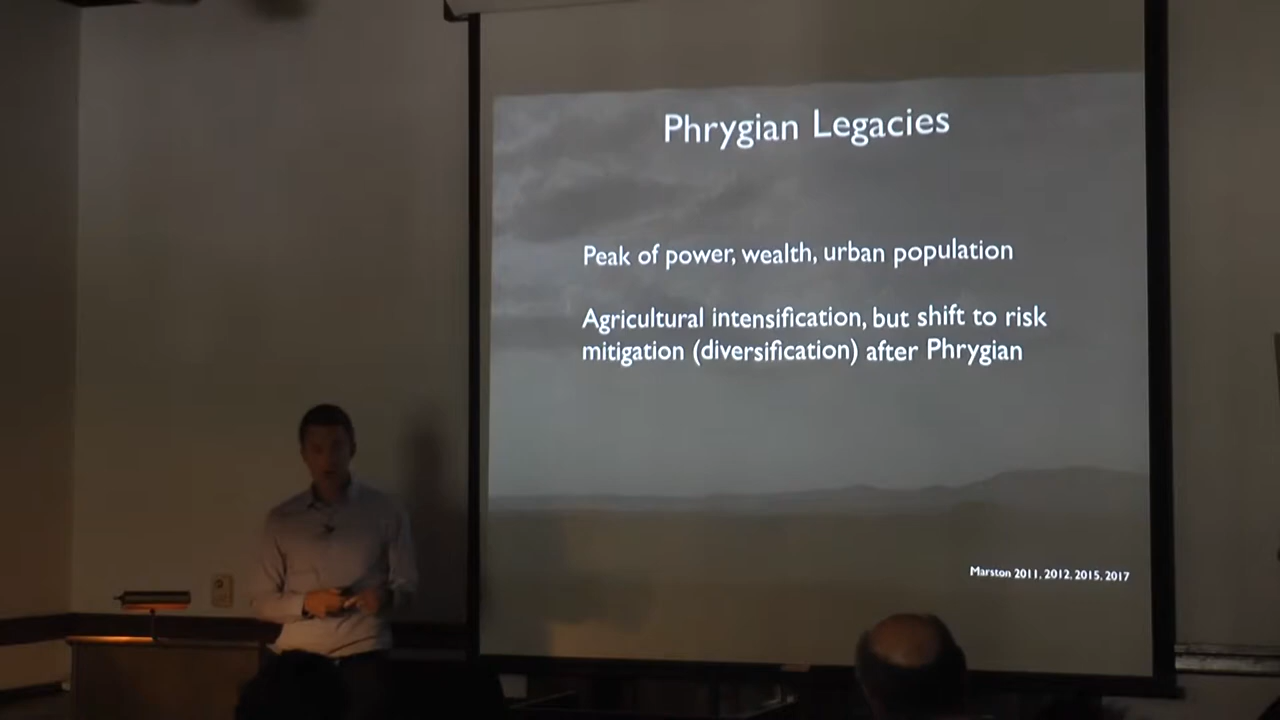 Phrygian Legacies
Peak of power, wealth, urban population
Agricultural intensification, but shift to risk
mitigation (diversification) after Phrygian
Marston 2011, 2012, 2015, 2017